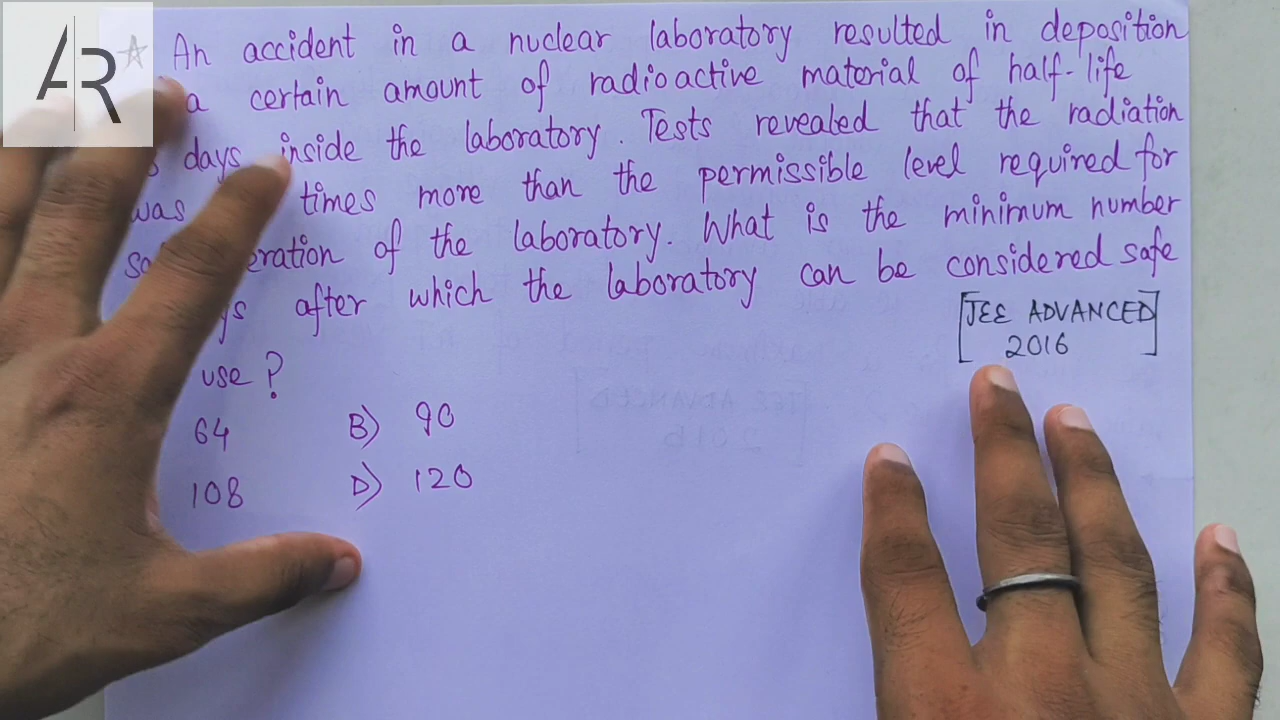 AR
An accident in a nuclear laboratory resulted in deposition
a certain amount of radioactive material of half-life
days inside the laboratory. Tests revealed that the radiation
was times more than the permissible level required for
eration of the laboratory. What is the minimum number
ys after which the laboratory can be considered safe
use ?
[JEE ADVANCED
2016]
64 B) 90
108 D) 120